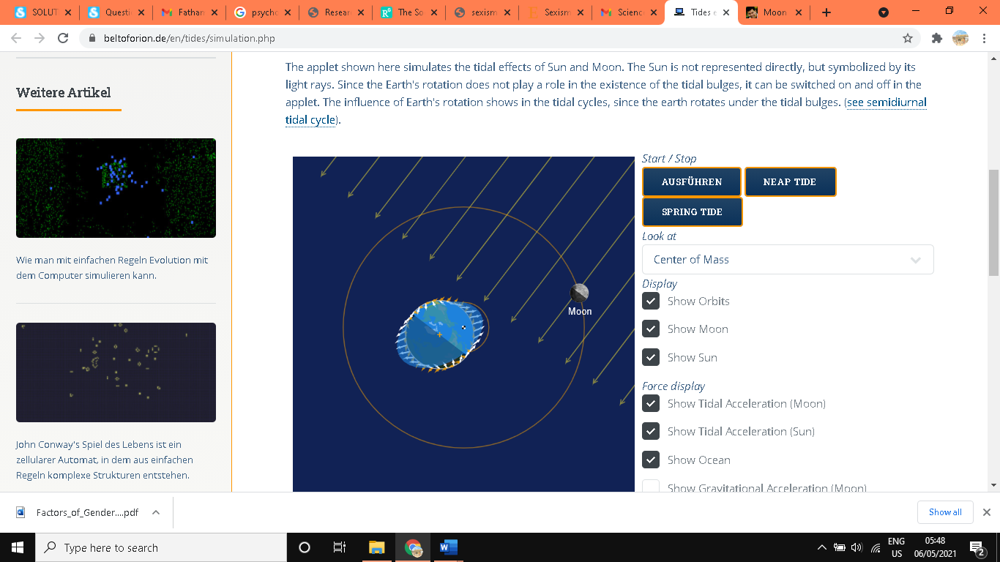 SOLUT
Questi
Fathan
psycho
Resear
The So
sexism
Sexism
Scienc
Tides e
Moon
beltoforion.de/en/tides/simulation.php
Weitere Artikel
Wie man mit einfachen Regeln Evolution mit
dem Computer simulieren kann.
John Conway's Spiel des Lebens ist ein
zellularer Automat, in dem aus einfachen
Regeln komplexe Strukturen entstehen.
The applet shown here simulates the tidal effects of Sun and Moon. The Sun is not represented directly, but symbolized by its
light rays. Since the Earth's rotation does not play a role in the existence of the tidal bulges, it can be switched on and off in the
applet. The influence of Earth's rotation shows in the tidal cycles, since the earth rotates under the tidal bulges. (see semidiurnal
tidal cycle).
Moon
Start / Stop
AUSFÜHREN
NEAP TIDE
SPRING TIDE
Look at
Center of Mass
Display
Show Orbits
Show Moon
Show Sun
Force display
Show Tidal Acceleration (Moon)
Show Tidal Acceleration (Sun)
Show Ocean
Show Gravitational Acceleration (Moon)
Factors_of_Gender....pdf
Show all
Type here to search
ENG
US
05:48
06/05/2021
2